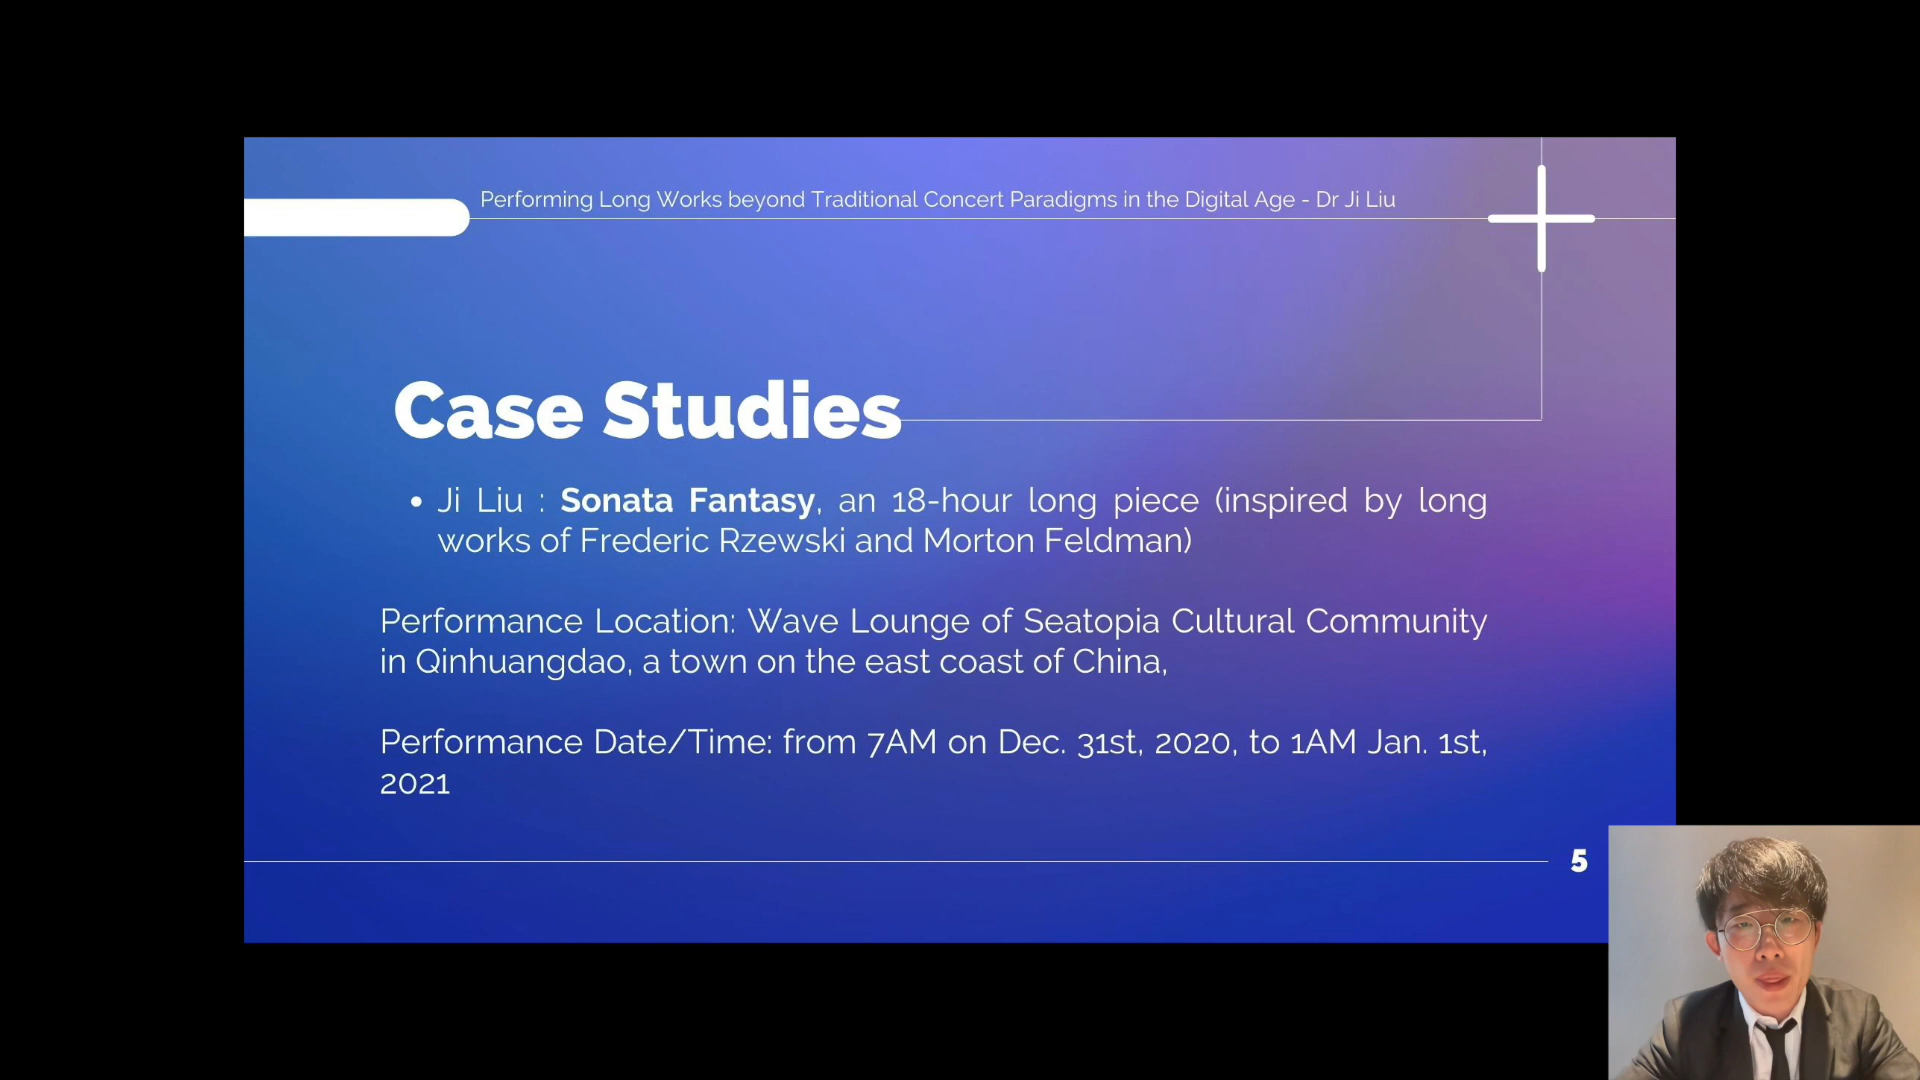 Performing Long Works beyond Traditional Concert Paradigms in the Digital Age - Dr Ji Liu
Case Studies
• Ji Liu : Sonata Fantasy, an 18-hour long piece (inspired by long
works of Frederic Rzewski and Morton Feldman)
Performance Location: Wave Lounge of Seatopia Cultural Community
in Qinhuangdao, a town on the east coast of China,
Performance Date/Time: from 7AM on Dec. 31st, 2020, to 1AM Jan. 1st,
2021
5